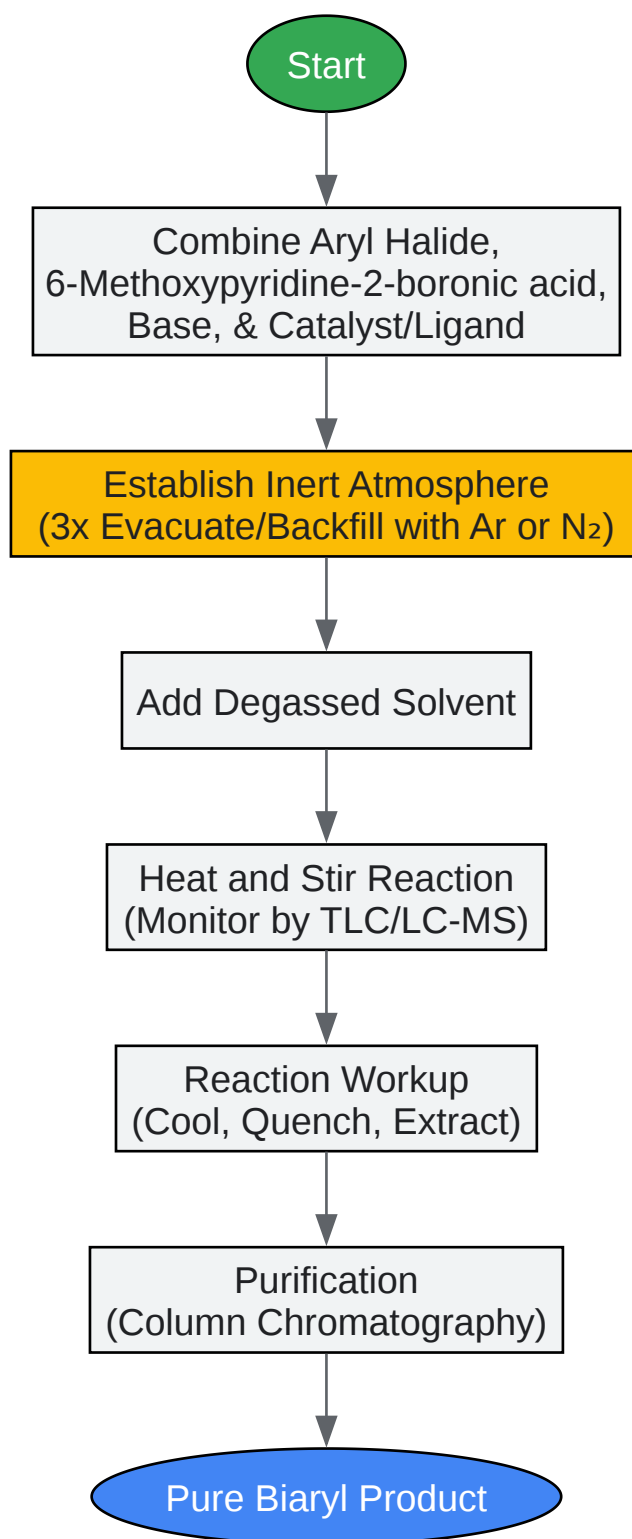 Start
Combine Aryl Halide,
6-Methoxypyridine-2-boronic acid,
Base, & Catalyst/Ligand
Establish Inert Atmosphere
(3x Evacuate/Backfill with Ar or N₂)
Add Degassed Solvent
Heat and Stir Reaction
(Monitor by TLC/LC-MS)
Reaction Workup
(Cool, Quench, Extract)
Purification
(Column Chromatography)
Pure Biaryl Product